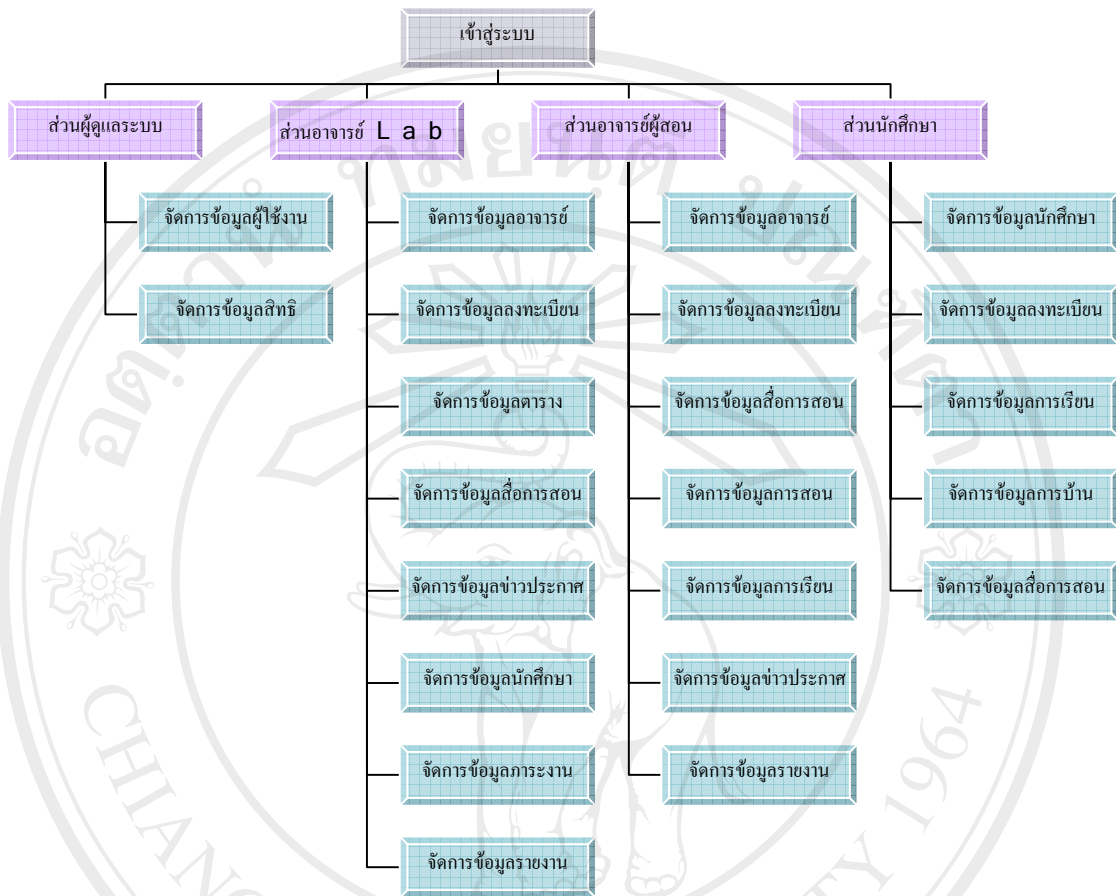 เข้าสู่ระบบ
ส่วนผู้ดูแลระบบ
ส่วนอาจารย์ Lab
ส่วนอาจารย์ผู้สอน
ส่วนนักศึกษา
จัดการข้อมูลผู้ใช้งาน
จัดการข้อมูลสิทธิ
จัดการข้อมูลอาจารย์
จัดการข้อมูลลงทะเบียน
จัดการข้อมูลตาราง
จัดการข้อมูลสื่อการสอน
จัดการข้อมูลข่าวประกาศ
จัดการข้อมูลนักศึกษา
จัดการข้อมูลภาระงาน
จัดการข้อมูลรายงาน
จัดการข้อมูลอาจารย์
จัดการข้อมูลลงทะเบียน
จัดการข้อมูลสื่อการสอน
จัดการข้อมูลการสอน
จัดการข้อมูลการเรียน
จัดการข้อมูลข่าวประกาศ
จัดการข้อมูลรายงาน
จัดการข้อมูลนักศึกษา
จัดการข้อมูลลงทะเบียน
จัดการข้อมูลการเรียน
จัดการข้อมูลการบ้าน
จัดการข้อมูลสื่อการสอน
1964